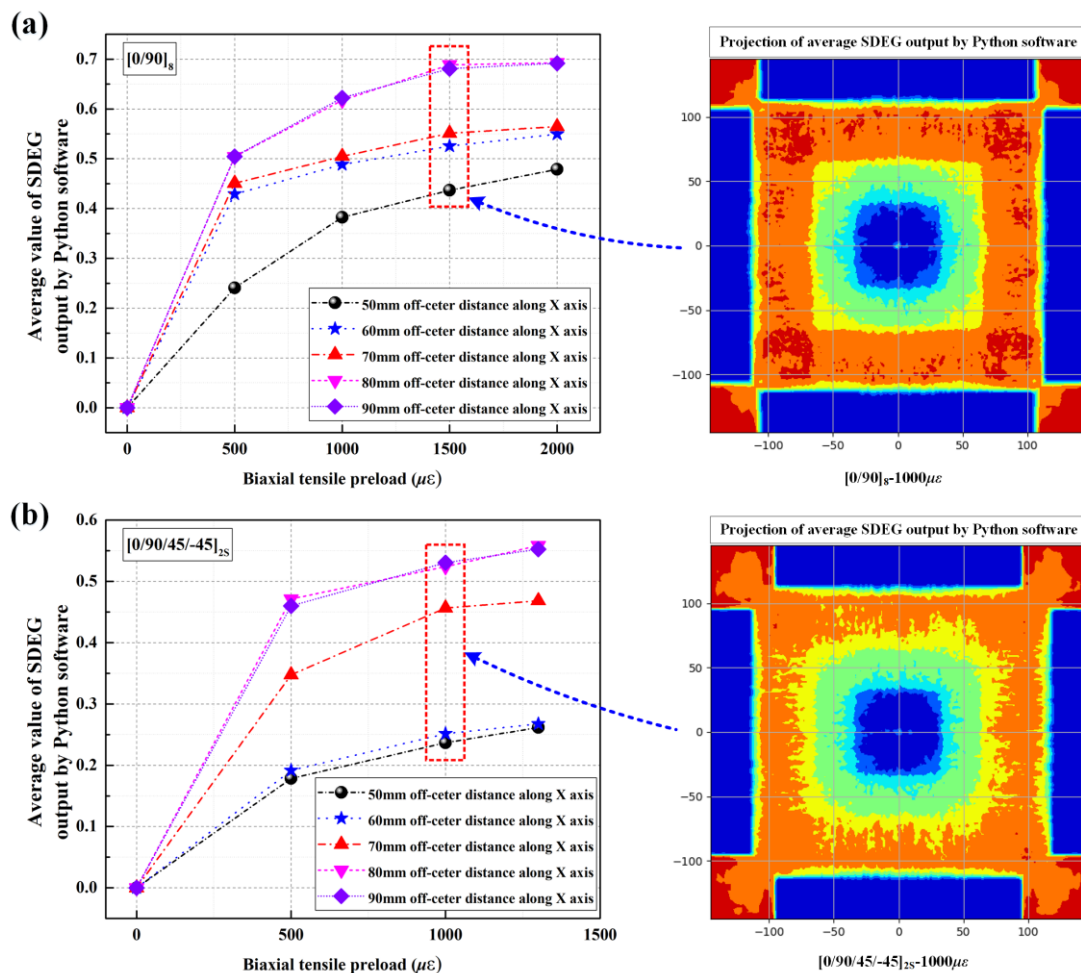 (a)
[0/90]8
0.7
0.6
0.5
0.4
0.3
0.2
0.1
0.0
Average value of SDEG
output by Python software
50mm off-ceter distance along X axis
60mm off-ceter distance along X axis
70mm off-ceter distance along X axis
80mm off-ceter distance along X axis
90mm off-ceter distance along X axis
0 500 1000 1500 2000
Biaxial tensile preload (με)
Projection of average SDEG output by Python software
100
50
0
−50
−100
−100 −50 0 50 100
[0/90]8-1000με
(b)
[0/90/45/-45]2S
0.6
0.5
0.4
0.3
0.2
0.1
0.0
Average value of SDEG
output by Python software
50mm off-ceter distance along X axis
60mm off-ceter distance along X axis
70mm off-ceter distance along X axis
80mm off-ceter distance along X axis
90mm off-ceter distance along X axis
0 500 1000 1500
Biaxial tensile preload (με)
Projection of average SDEG output by Python software
100
50
0
−50
−100
−100 −50 0 50 100
[0/90/45/-45]2S-1000με